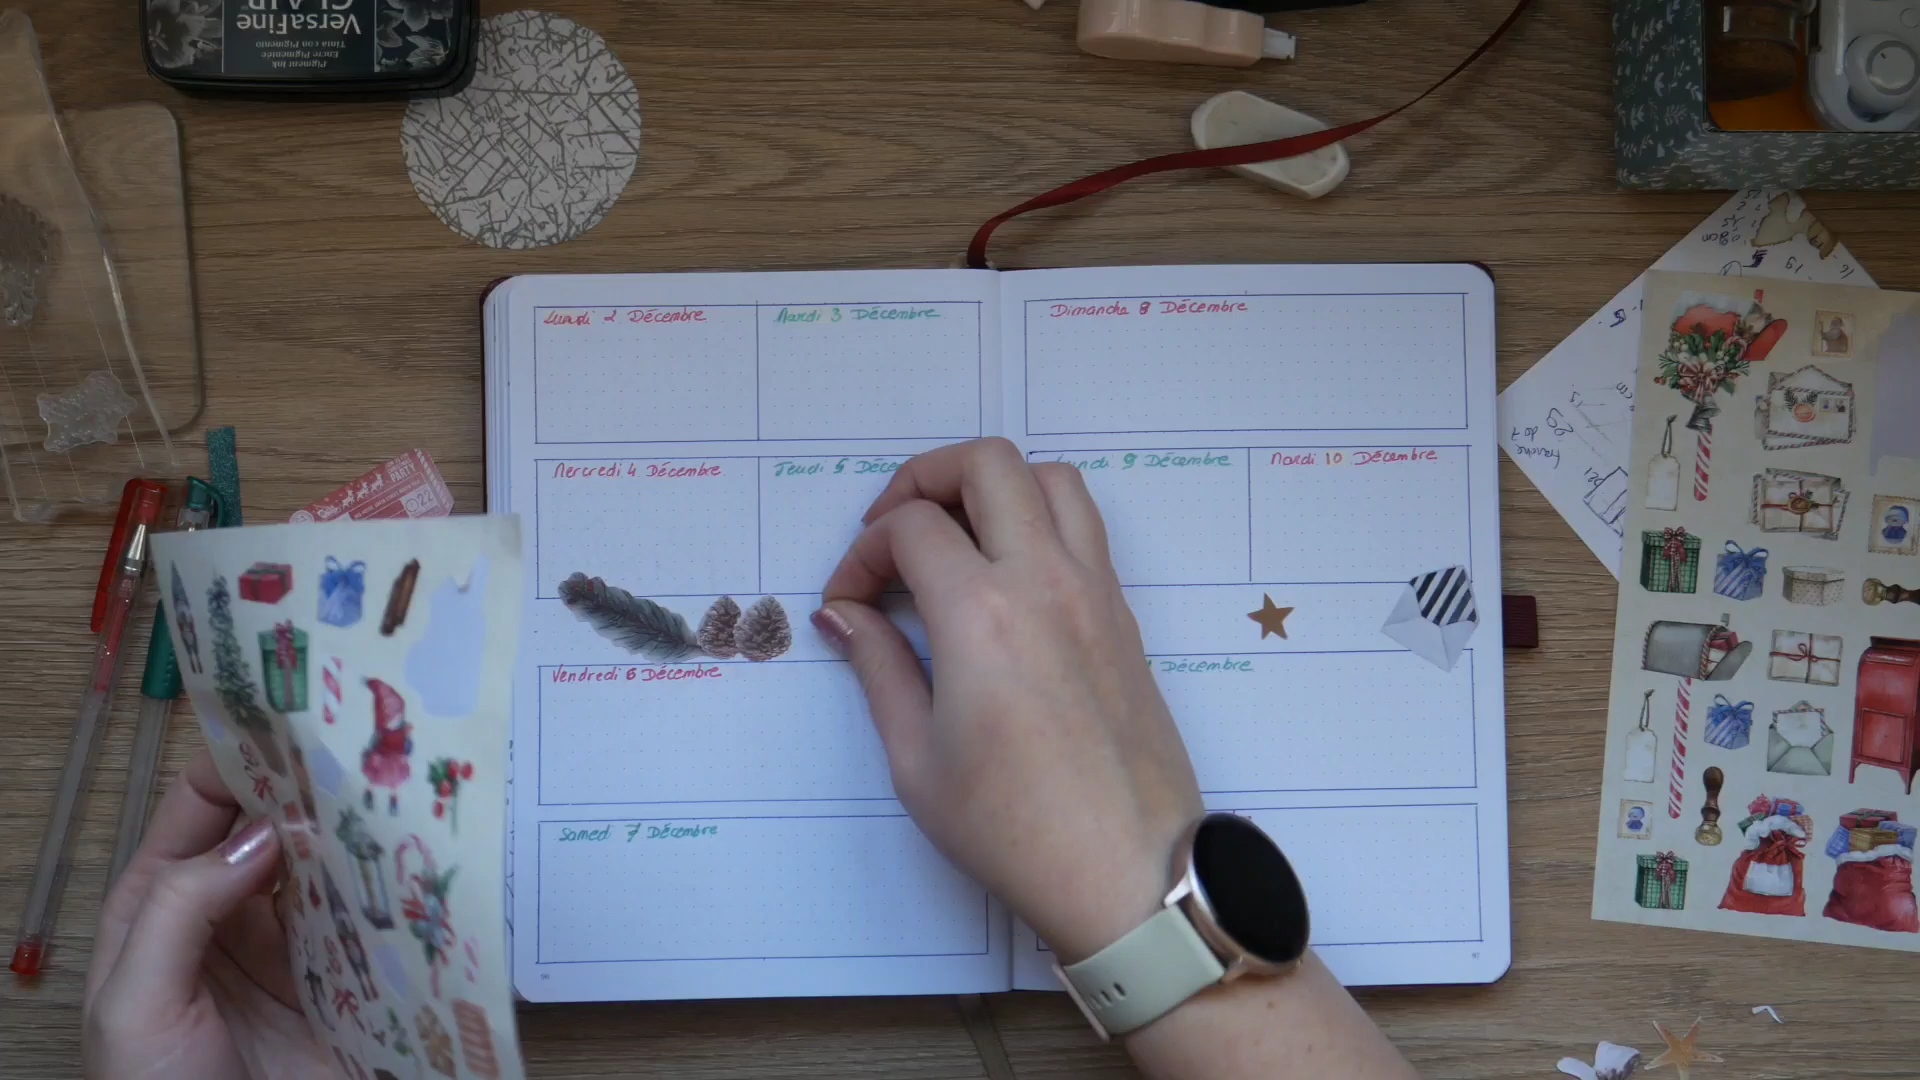 VersaFine
CLAIR
Tinta con Pigmento
Encre Pigmentée
Pigment Ink
Lundi 2 Décembre
Mardi 3 Décembre
Dimanche 8 Décembre
Mercredi 4 Décembre
Jeudi 5 Déce
Lundi 9 Décembre
Mardi 10 Décembre
PARTY
22
Vendredi 6 Décembre
Décembre
Samedi 7 Décembre